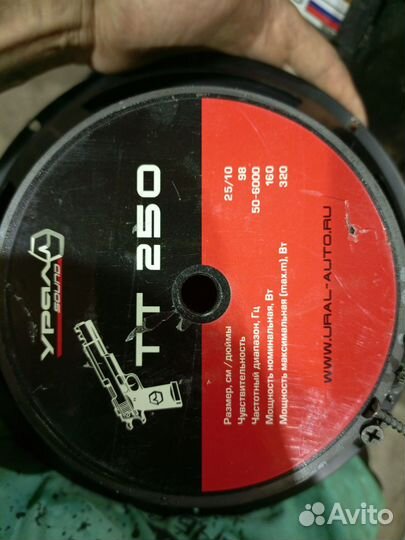 УРАЛ
SOUND
ТТ 250
Размер, см / дюймы 25/10
Чувствительность 98
Частотный диапазон, Гц 50-6000
Мощность номинальная, Вт 160
Мощность максимальная (max.m), Вт 320
WWW.URAL-AUTO.RU
Avito